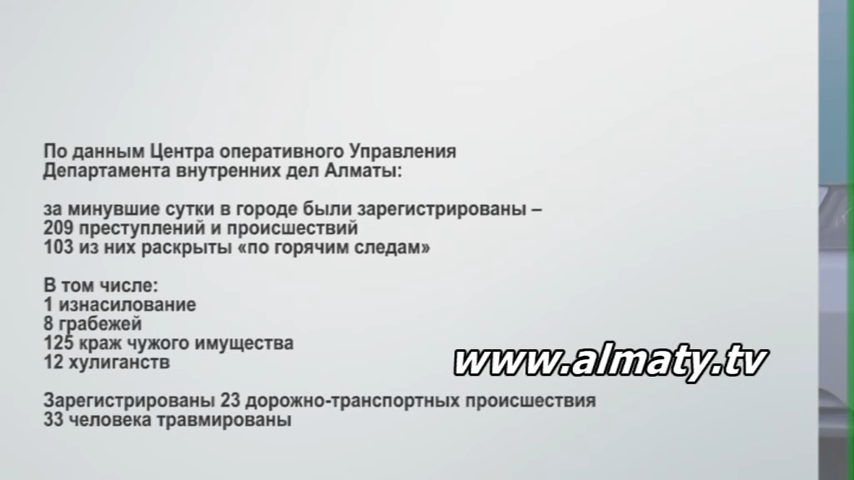 По данным Центра оперативного Управления
Департамента внутренних дел Алматы:
за минувшие сутки в городе были зарегистрированы –
209 преступлений и происшествий
103 из них раскрыты «по горячим следам»
В том числе:
1 изнасилование
8 грабежей
125 краж чужого имущества
12 хулиганств
www.almaty.tv
Зарегистрированы 23 дорожно-транспортных происшествия
33 человека травмированы